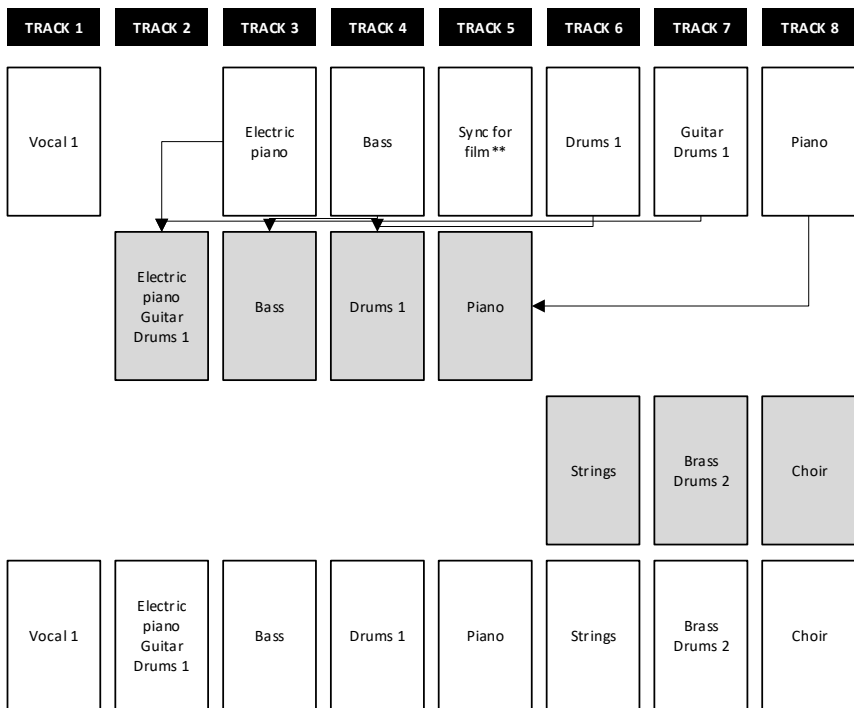 TRACK 1 TRACK 2 TRACK 3 TRACK 4 TRACK 5 TRACK 6 TRACK 7 TRACK 8
Vocal 1
Electric
piano
Bass
Sync for
film**
Drums 1
Guitar
Drums 1
Piano
Electric
piano
Guitar
Drums 1
Bass
Drums 1
Piano
Strings
Brass
Drums 2
Choir
Vocal 1
Electric
piano
Guitar
Drums 1
Bass
Drums 1
Piano
Strings
Brass
Drums 2
Choir